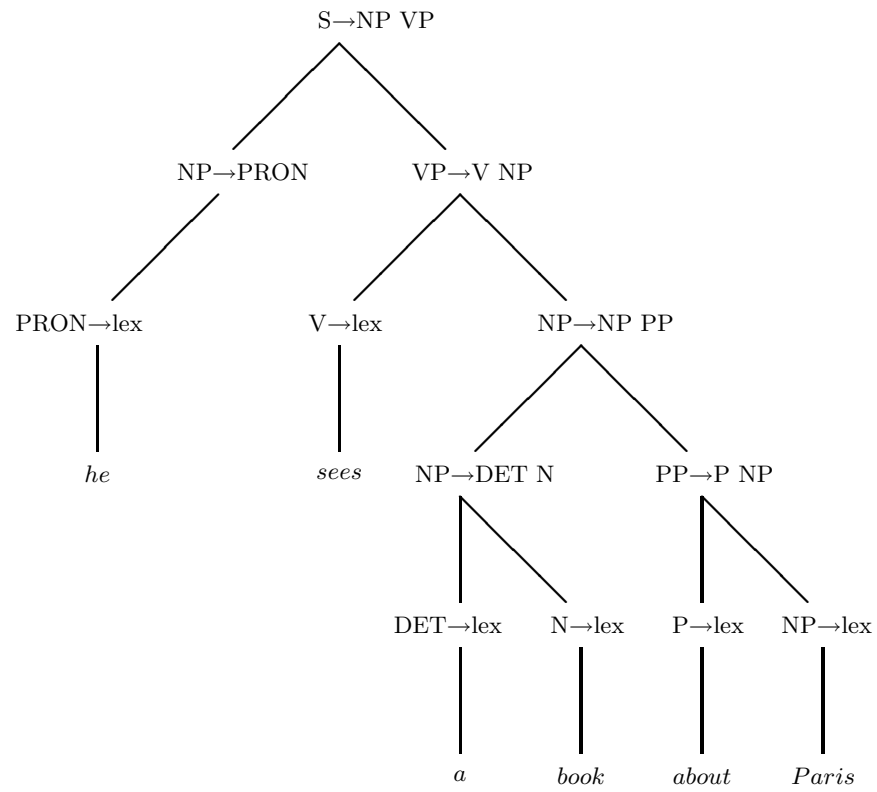 S→NP VP
NP→PRON VP→V NP
PRON→lex V→lex NP→NP PP
he sees NP→DET N PP→P NP
DET→lex N→lex P→lex NP→lex
a book about Paris